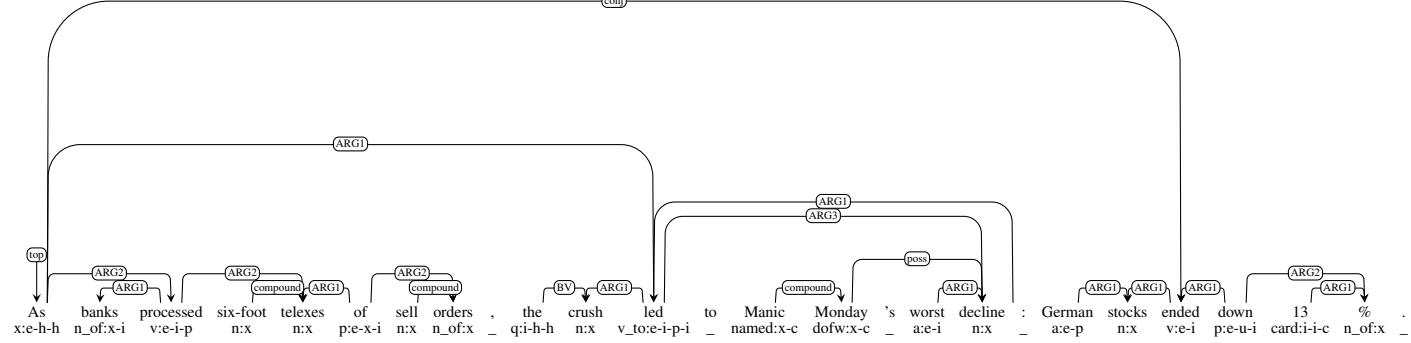 conj
ARG1
ARG1
ARG3
top ARG2 ARG2 ARG2 poss ARG2
ARG1 compound ARG1 compound BV ARG1 compound ARG1 ARG1 ARG1 ARG1 ARG1
As banks processed six-foot telexes of sell orders , the crush led to Manic Monday 's worst decline : German stocks ended down 13 % .
x:e-h-h n_of:x-i v:e-i-p n:x n:x p:e-x-i n:x n_of:x _ q:i-h-h n:x v_to:e-i-p-i _ named:x-c dofw:x-c _ a:e-i n:x _ a:e-p n:x v:e-i p:e-u-i card:i-i-c n_of:x _